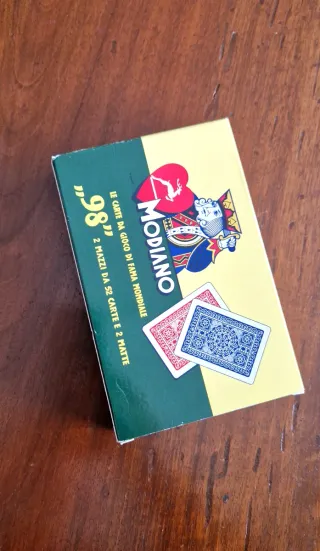 MODIANO
LE CARTE DA GIOCO DI FAMA MONDIALE
"98"
2 MAZZI DA 52 CARTE E 2 MATTE